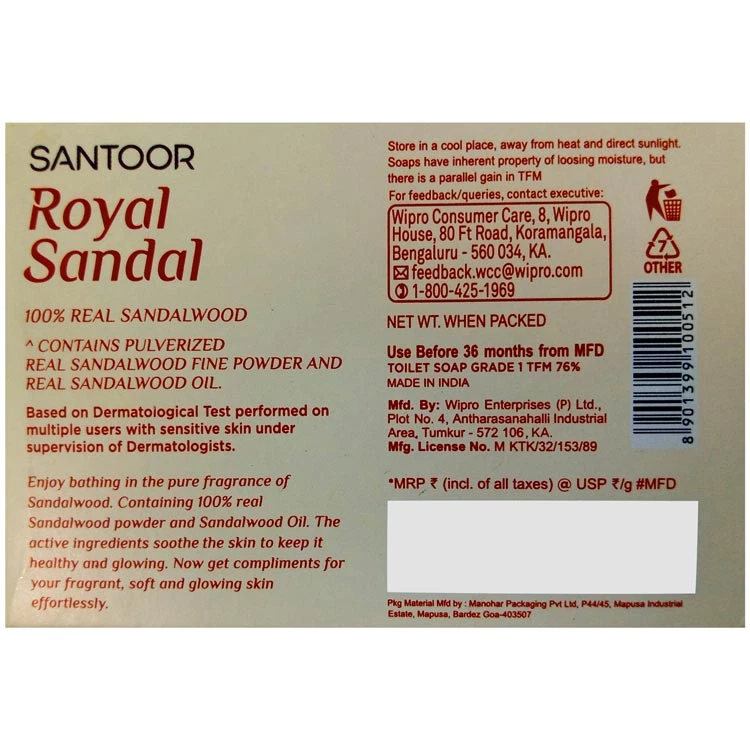 SANTOOR
Royal
Sandal
100% REAL SANDALWOOD
^ CONTAINS PULVERIZED
REAL SANDALWOOD FINE POWDER AND
REAL SANDALWOOD OIL.
Based on Dermatological Test performed on
multiple users with sensitive skin under
supervision of Dermatologists.
Enjoy bathing in the pure fragrance of
Sandalwood. Containing 100% real
Sandalwood powder and Sandalwood Oil. The
active ingredients soothe the skin to keep it
healthy and glowing. Now get compliments for
your fragrant, soft and glowing skin
effortlessly.
Store in a cool place, away from heat and direct sunlight.
Soaps have inherent property of loosing moisture, but
there is a parallel gain in TFM
For feedback/queries, contact executive:
Wipro Consumer Care, 8, Wipro
House, 80 Ft Road, Koramangala,
Bengaluru - 560 034, KA.
feedback.wcc@wipro.com
1-800-425-1969
NET WT. WHEN PACKED
Use Before 36 months from MFD
TOILET SOAP GRADE 1 TFM 76%
MADE IN INDIA
Mfd. By: Wipro Enterprises (P) Ltd.,
Plot No. 4, Antharasanahalli Industrial
Area, Tumkur - 572 106, KA.
Mfg. License No. M KTK/32/153/89
*MRP ₹ (incl. of all taxes) @ USP ₹/g #MFD
Pkg Material Mfd by : Manohar Packaging Pvt Ltd, P44/45, Mapusa Industrial
Estate, Mapusa, Bardez Goa-403507
7
OTHER
8 901399 100512